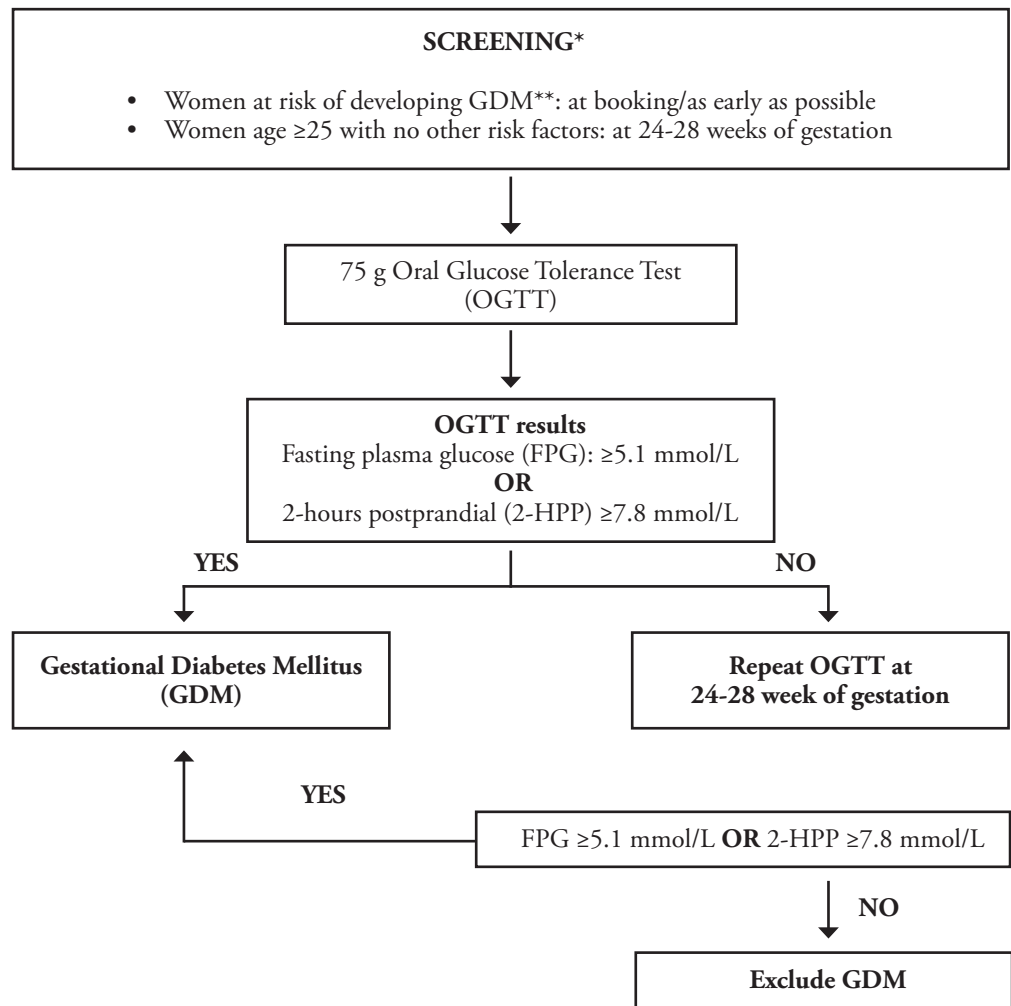 SCREENING*
• Women at risk of developing GDM**: at booking/as early as possible
• Women age ≥25 with no other risk factors: at 24-28 weeks of gestation
75 g Oral Glucose Tolerance Test
(OGTT)
OGTT results
Fasting plasma glucose (FPG): ≥5.1 mmol/L
OR
2-hours postprandial (2-HPP) ≥7.8 mmol/L
YES
NO
Gestational Diabetes Mellitus
(GDM)
Repeat OGTT at
24-28 week of gestation
YES
FPG ≥5.1 mmol/L OR 2-HPP ≥7.8 mmol/L
NO
Exclude GDM